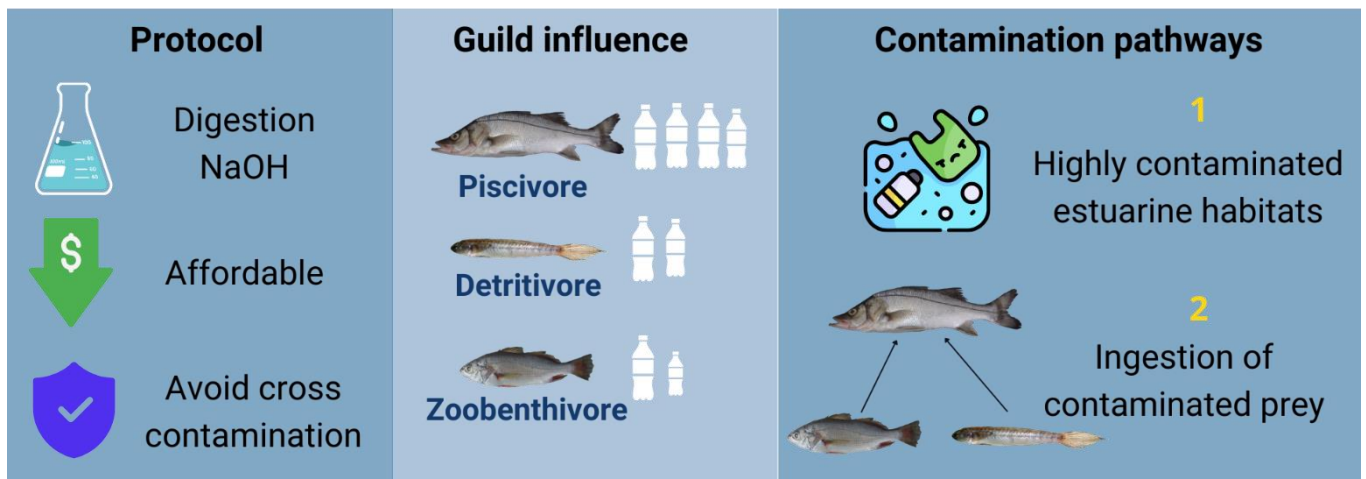 Protocol
Digestion
NaOH
$
Affordable
Avoid cross
contamination
Guild influence
Piscivore
Detritivore
Zoobenthivore
Contamination pathways
1
Highly contaminated
estuarine habitats
2
Ingestion of
contaminated prey